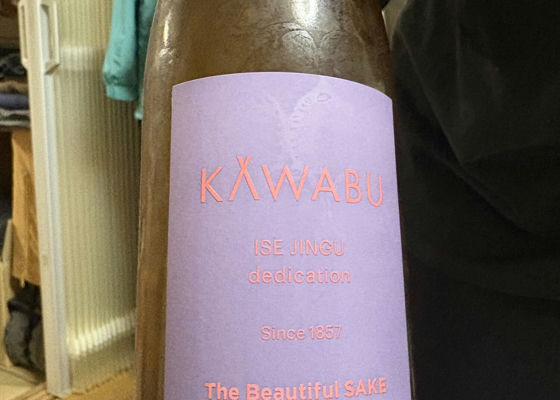 KAWABU
ISE JINGU
dedication
Since 1857
The Beautiful SAKE